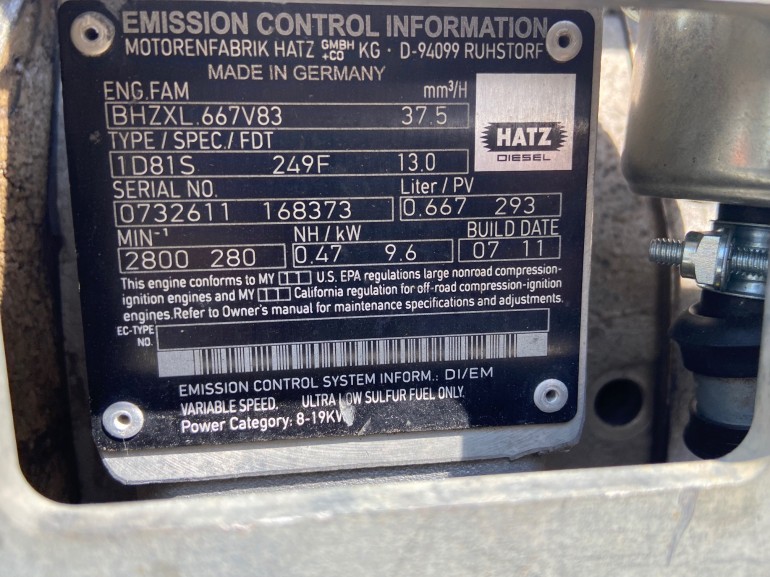 EMISSION CONTROL INFORMATION
MOTORENFABRIK HATZ GMBH +CO KG · D-94099 RUHSTORF
MADE IN GERMANY
ENG.FAM mm³/H
BHZXL.667V83 37.5
HATZ
DIESEL
TYPE / SPEC./ FDT
1D81S 249F 13.0
SERIAL NO. Liter / PV
0732611 168373 0.667 293
MIN⁻¹ NH / kW BUILD DATE
2800 280 0.47 9.6 07 11
This engine conforms to MY U.S. EPA regulations large nonroad compression-
ignition engines and MY California regulation for off-road compression-ignition
engines.Refer to Owner's manual for maintenance specifications and adjustments.
EC-TYPE
NO.
EMISSION CONTROL SYSTEM INFORM.: DI/EM
VARIABLE SPEED. ULTRA LOW SULFUR FUEL ONLY.
Power Category: 8-19KW